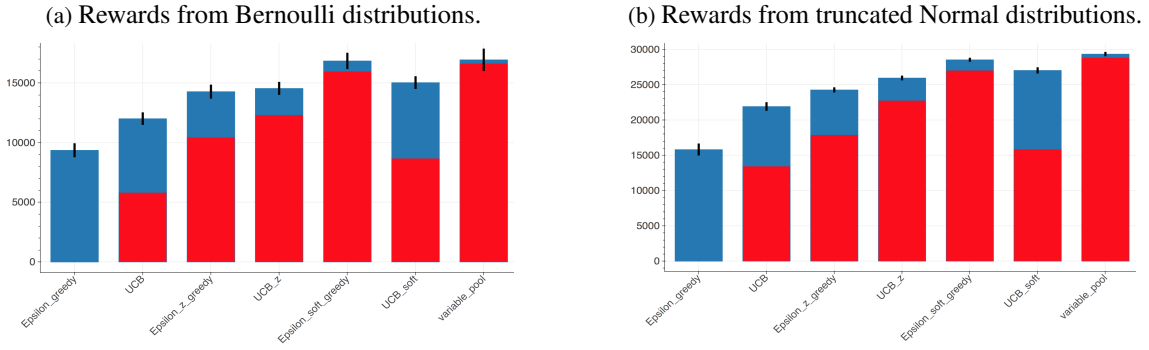 (a) Rewards from Bernoulli distributions.
15000
10000
5000
0
Epsilon_greedy
UCB
Epsilon_z_greedy
UCB_z
Epsilon_soft_greedy
UCB_soft
variable_pool
(b) Rewards from truncated Normal distributions.
30000
25000
20000
15000
10000
5000
0
Epsilon_greedy
UCB
Epsilon_z_greedy
UCB_z
Epsilon_soft_greedy
UCB_soft
variable_pool